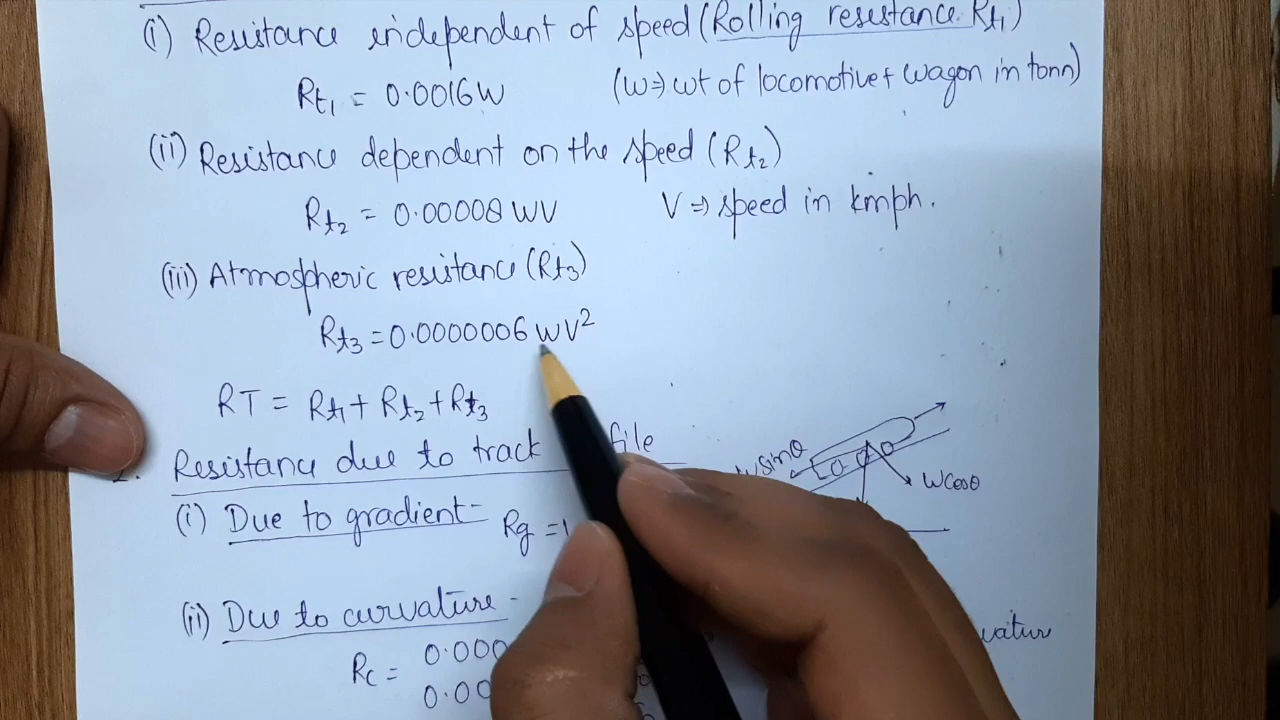 (i) Resistance independent of speed (Rolling resistance Rt1)
Rt1 = 0.0016W (w⇒ wt of locomotive + wagon in tonn)
(ii) Resistance dependent on the speed (Rt2)
Rt2 = 0.00008 WV V ⇒ speed in kmph.
(iii) Atmospheric resistance (Rt3)
Rt3 = 0.0000006 WV²
RT = Rt1 + Rt2 + Rt3
2. Resistance due to track file
wsinθ
wcosθ
(i) Due to gradient - Rg =
(ii) Due to curvature -
Rc = 0.000
0.00